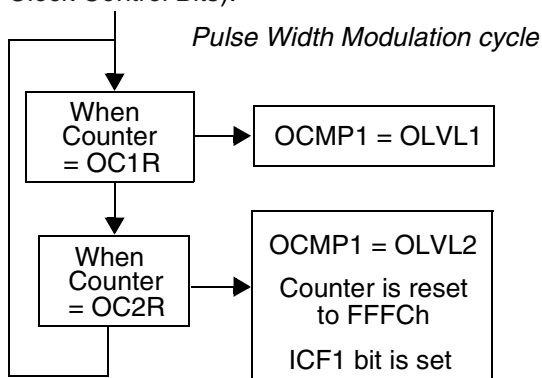 Clock Control Bits).
Pulse Width Modulation cycle
When
Counter
= OC1R
OCMP1 = OLVL1
When
Counter
= OC2R
OCMP1 = OLVL2
Counter is reset
to FFFCh
ICF1 bit is set